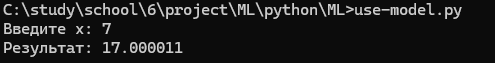 C:\study\school\6\project\ML\python\ML>use-model.py
Введите x: 7
Результат: 17.000011